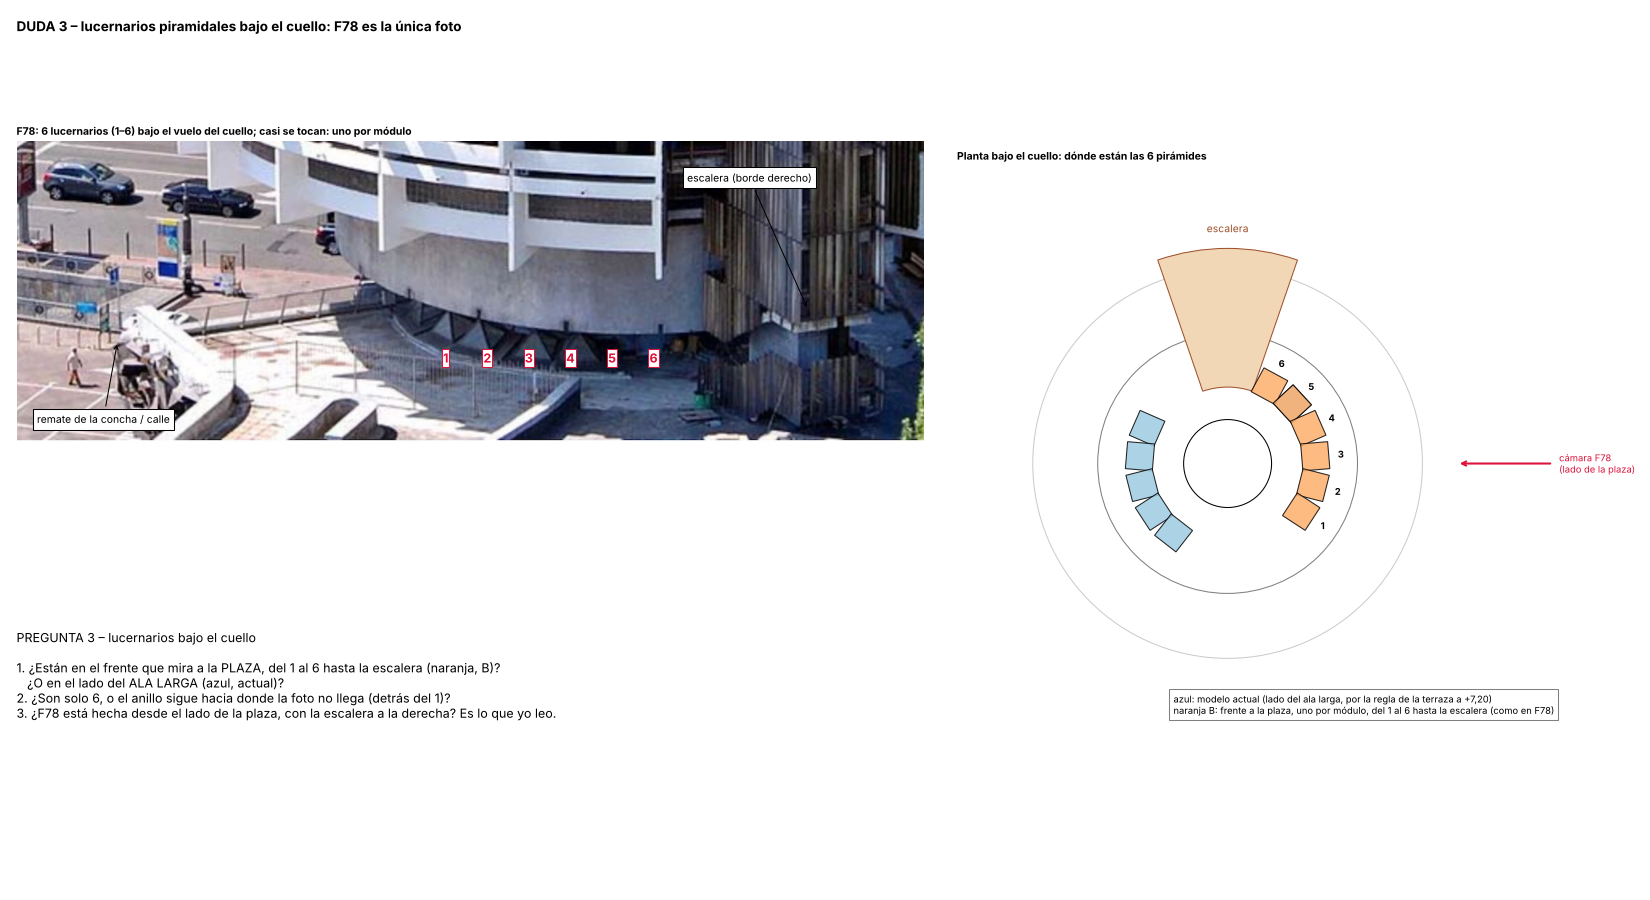 DUDA 3 – lucernarios piramidales bajo el cuello: F78 es la única foto
F78: 6 lucernarios (1–6) bajo el vuelo del cuello; casi se tocan: uno por módulo
escalera (borde derecho)
1 2 3 4 5 6
remate de la concha / calle
Planta bajo el cuello: dónde están las 6 pirámides
escalera
6
5
4
3
2
1
cámara F78
(lado de la plaza)
azul: modelo actual (lado del ala larga, por la regla de la terraza a +7,20)
naranja B: frente a la plaza, uno por módulo, del 1 al 6 hasta la escalera (como en F78)
PREGUNTA 3 – lucernarios bajo el cuello
1. ¿Están en el frente que mira a la PLAZA, del 1 al 6 hasta la escalera (naranja, B)?
¿O en el lado del ALA LARGA (azul, actual)?
2. ¿Son solo 6, o el anillo sigue hacia donde la foto no llega (detrás del 1)?
3. ¿F78 está hecha desde el lado de la plaza, con la escalera a la derecha? Es lo que yo leo.